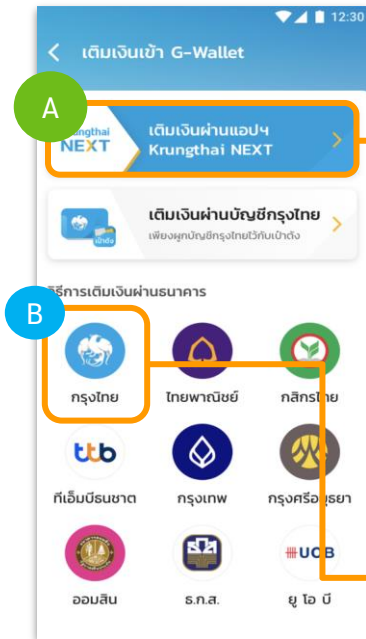 12:30
เติมเงินเข้า G-Wallet
A
NEXT
เติมเงินผ่านแอปฯ
Krungthai NEXT
เติมเงินผ่านบัญชีกรุงไทย
เพียงผูกบัญชีกรุงไทยไว้กับเป๋าตัง
เป๋าตัง
วิธีการเติมเงินผ่านธนาคาร
B
กรุงไทย
ไทยพาณิชย์
กสิกรไทย
ttb
ทีเอ็มบีธนชาต
กรุงเทพ
กรุงศรีอยุธยา
UOB
ออมสิน
ธ.ก.ส.
ยู โอ บี